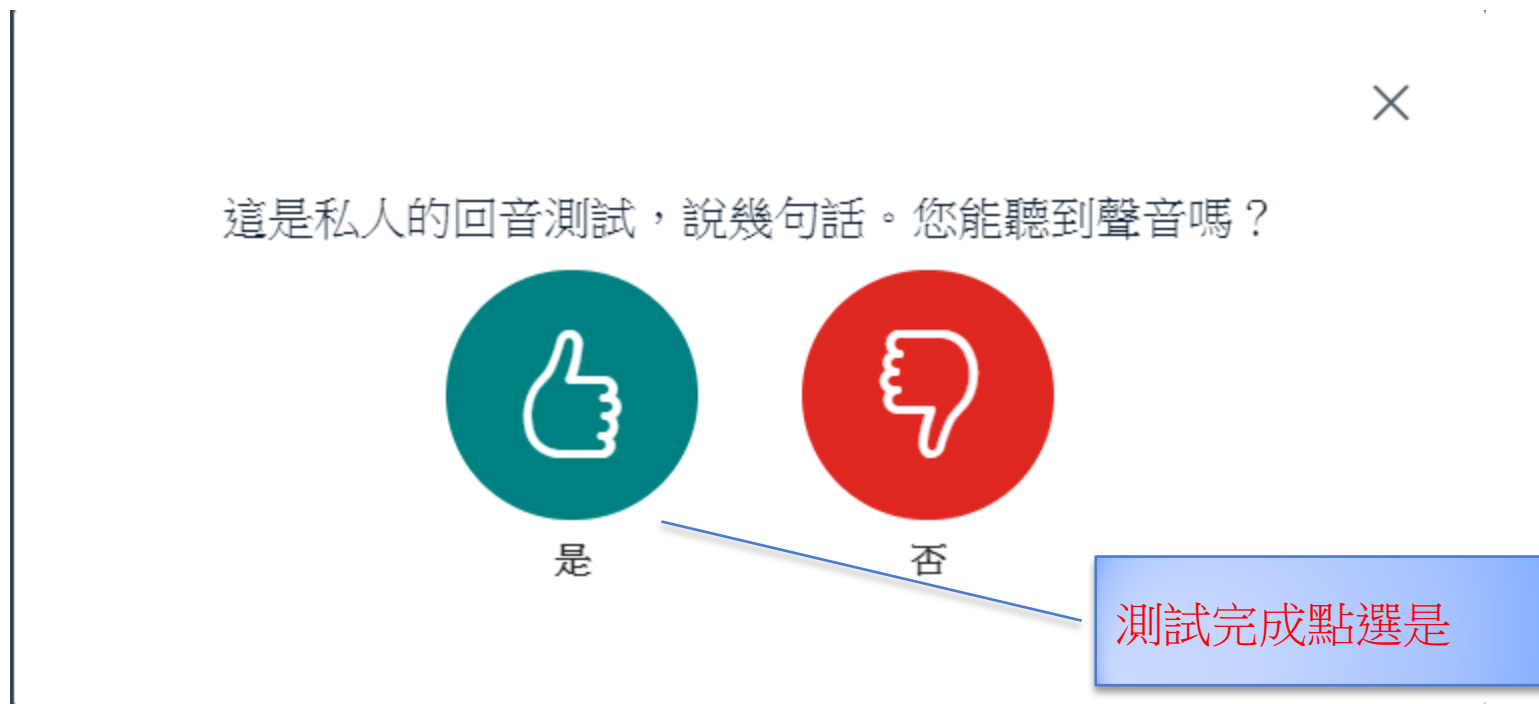 這是私人的回音測試，說幾句話。您能聽到聲音嗎？
是
否
測試完成點選是